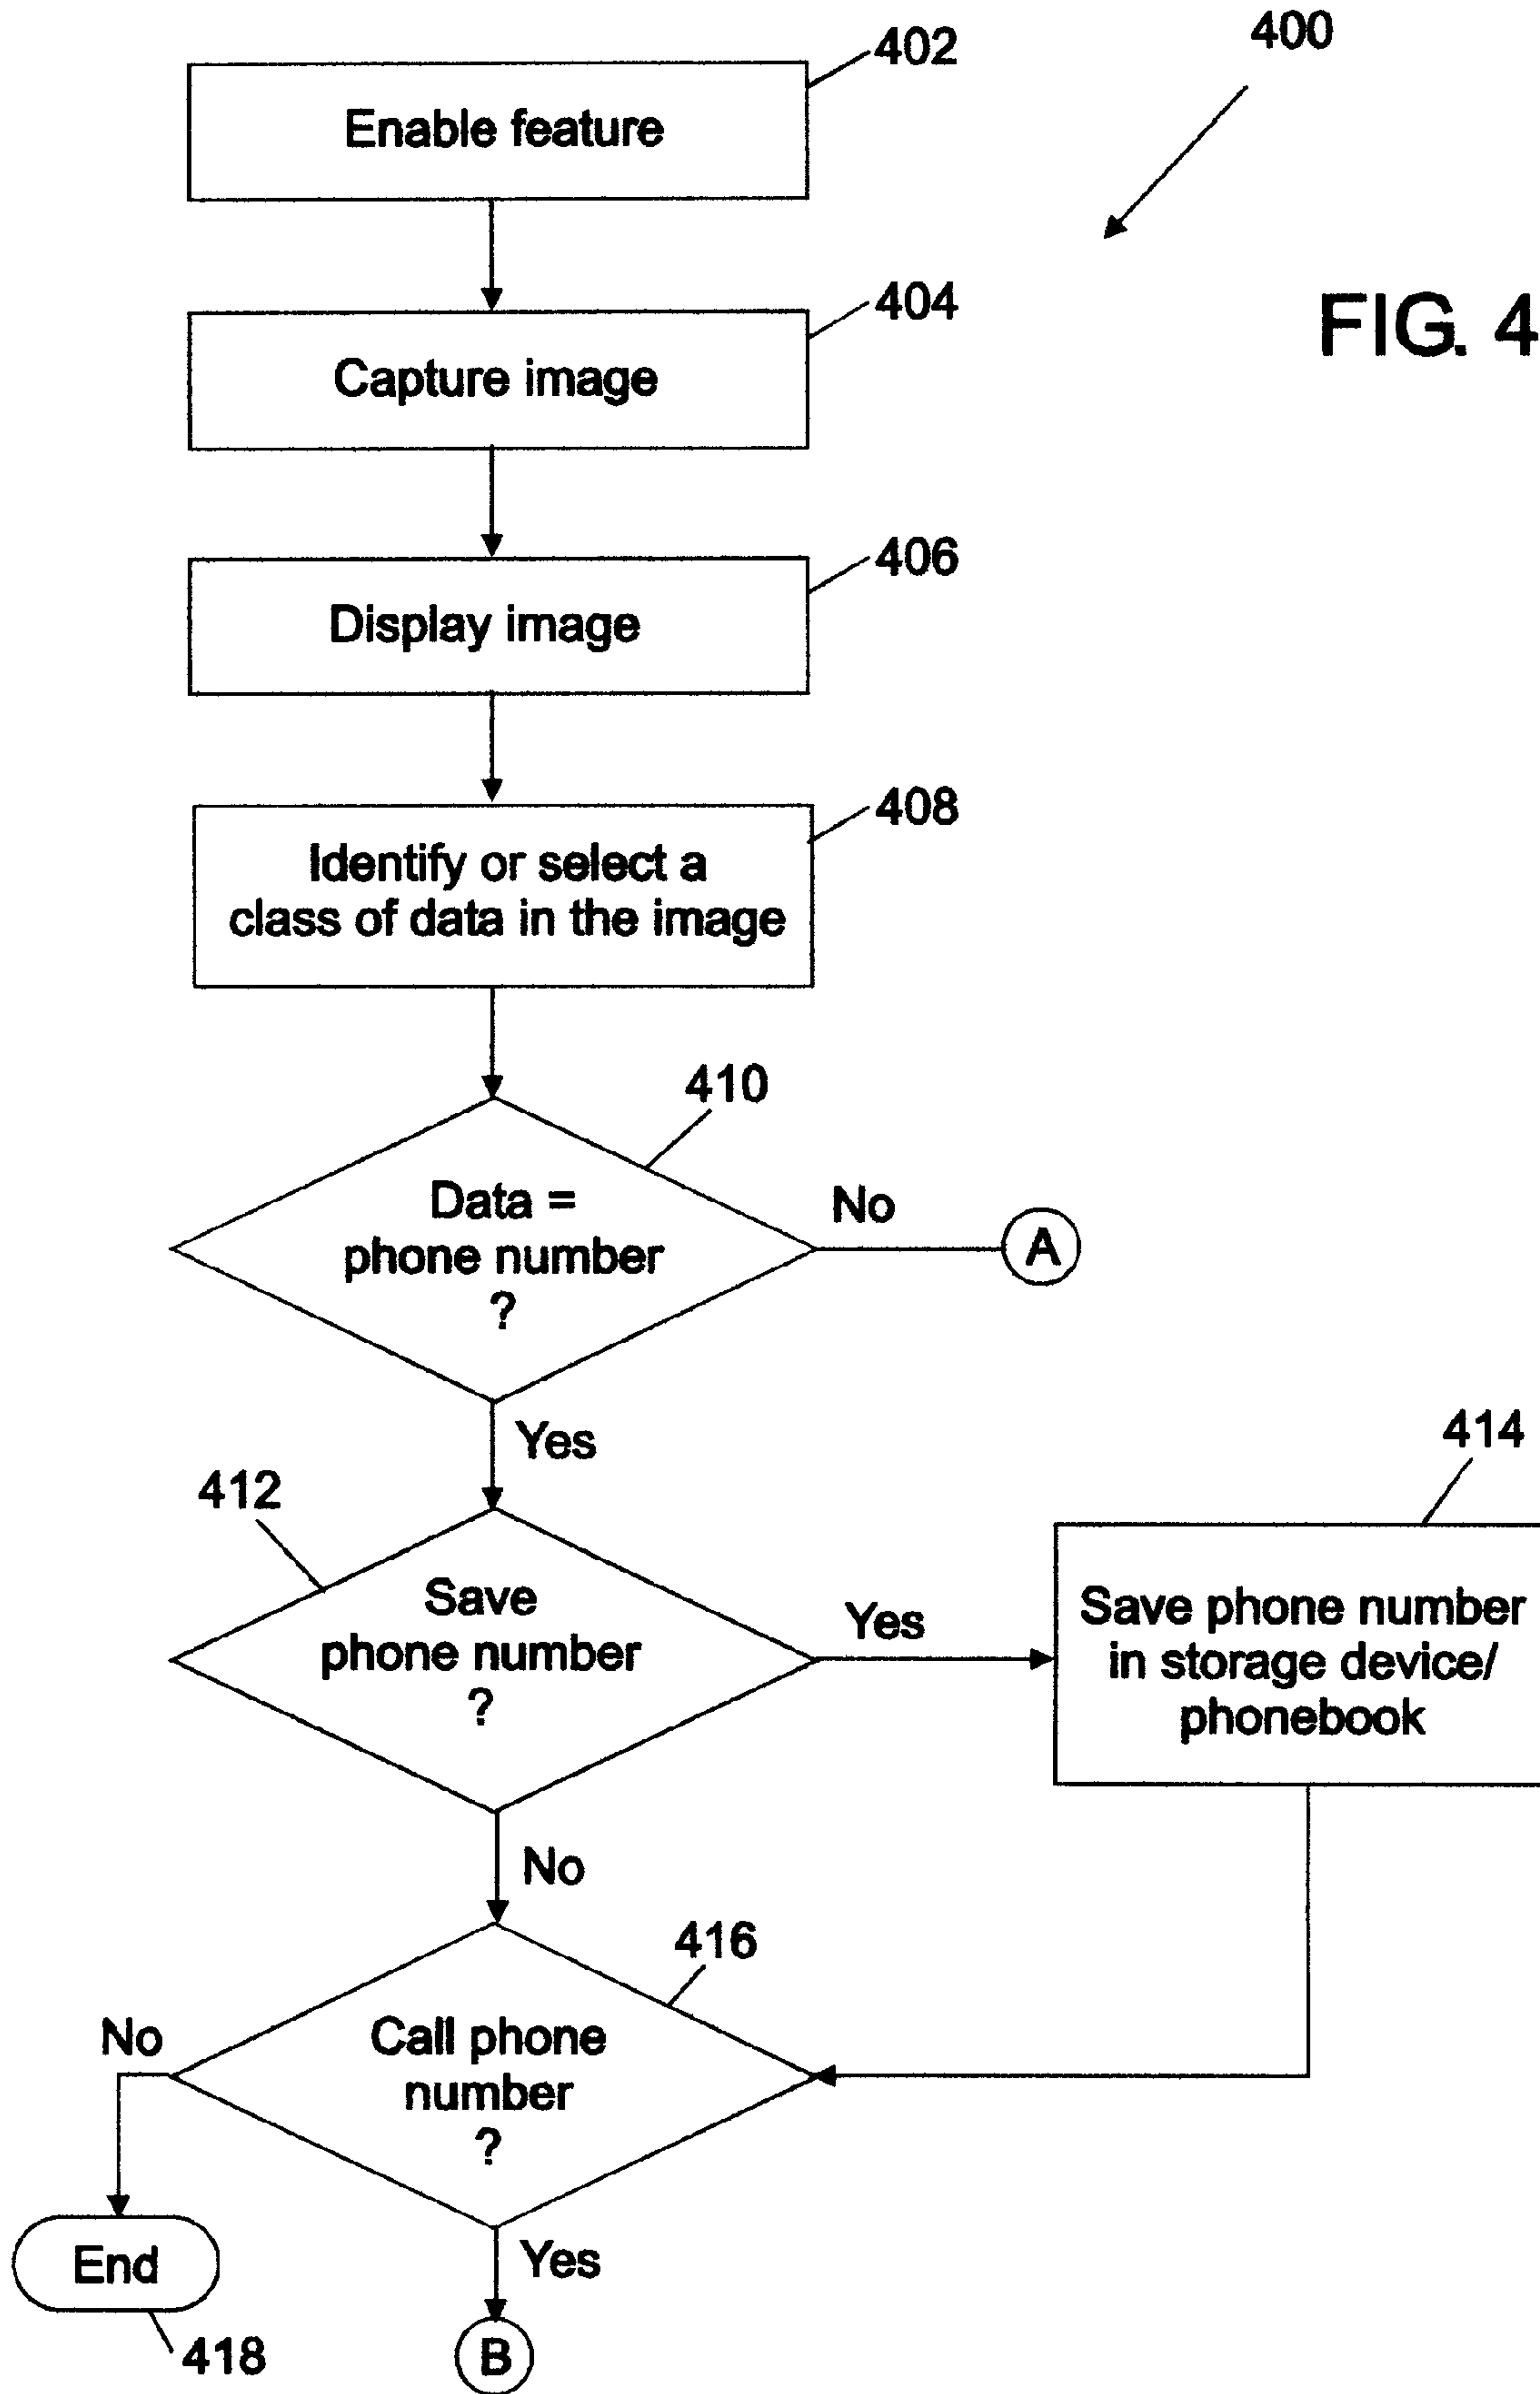 402
400
Enable feature
404
FIG. 4
Capture image
406
Display image
408
Identify or select a
class of data in the image
410
Data =
phone number
?
No
A
Yes
412
414
Save
phone number
?
Yes
Save phone number
in storage device/
phonebook
No
416
No
Call phone
number
?
End
Yes
418
B